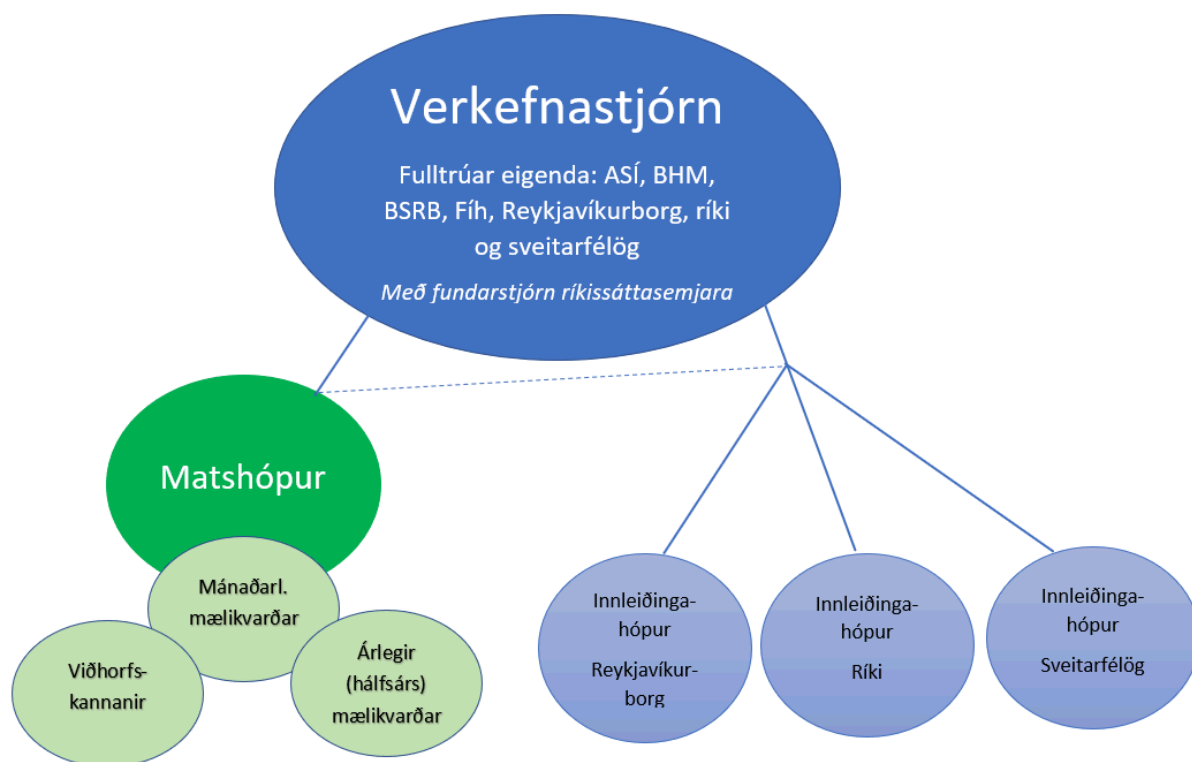 Verkefnastjórn
Fulltrúar eigenda: ASÍ, BHM,
BSRB, Fíh, Reykjavíkurborg, ríki
og sveitarfélög
Með fundarstjórn ríkissáttasemjara
Matshópur
Mánaðarl.
mælikvarðar
Viðhorfs-
kannanir
Árlegir
(hálfsárs)
mælikvarðar
Innleiðinga-
hópur
Reykjavíkur-
borg
Innleiðinga-
hópur
Ríki
Innleiðinga-
hópur
Sveitarfélög